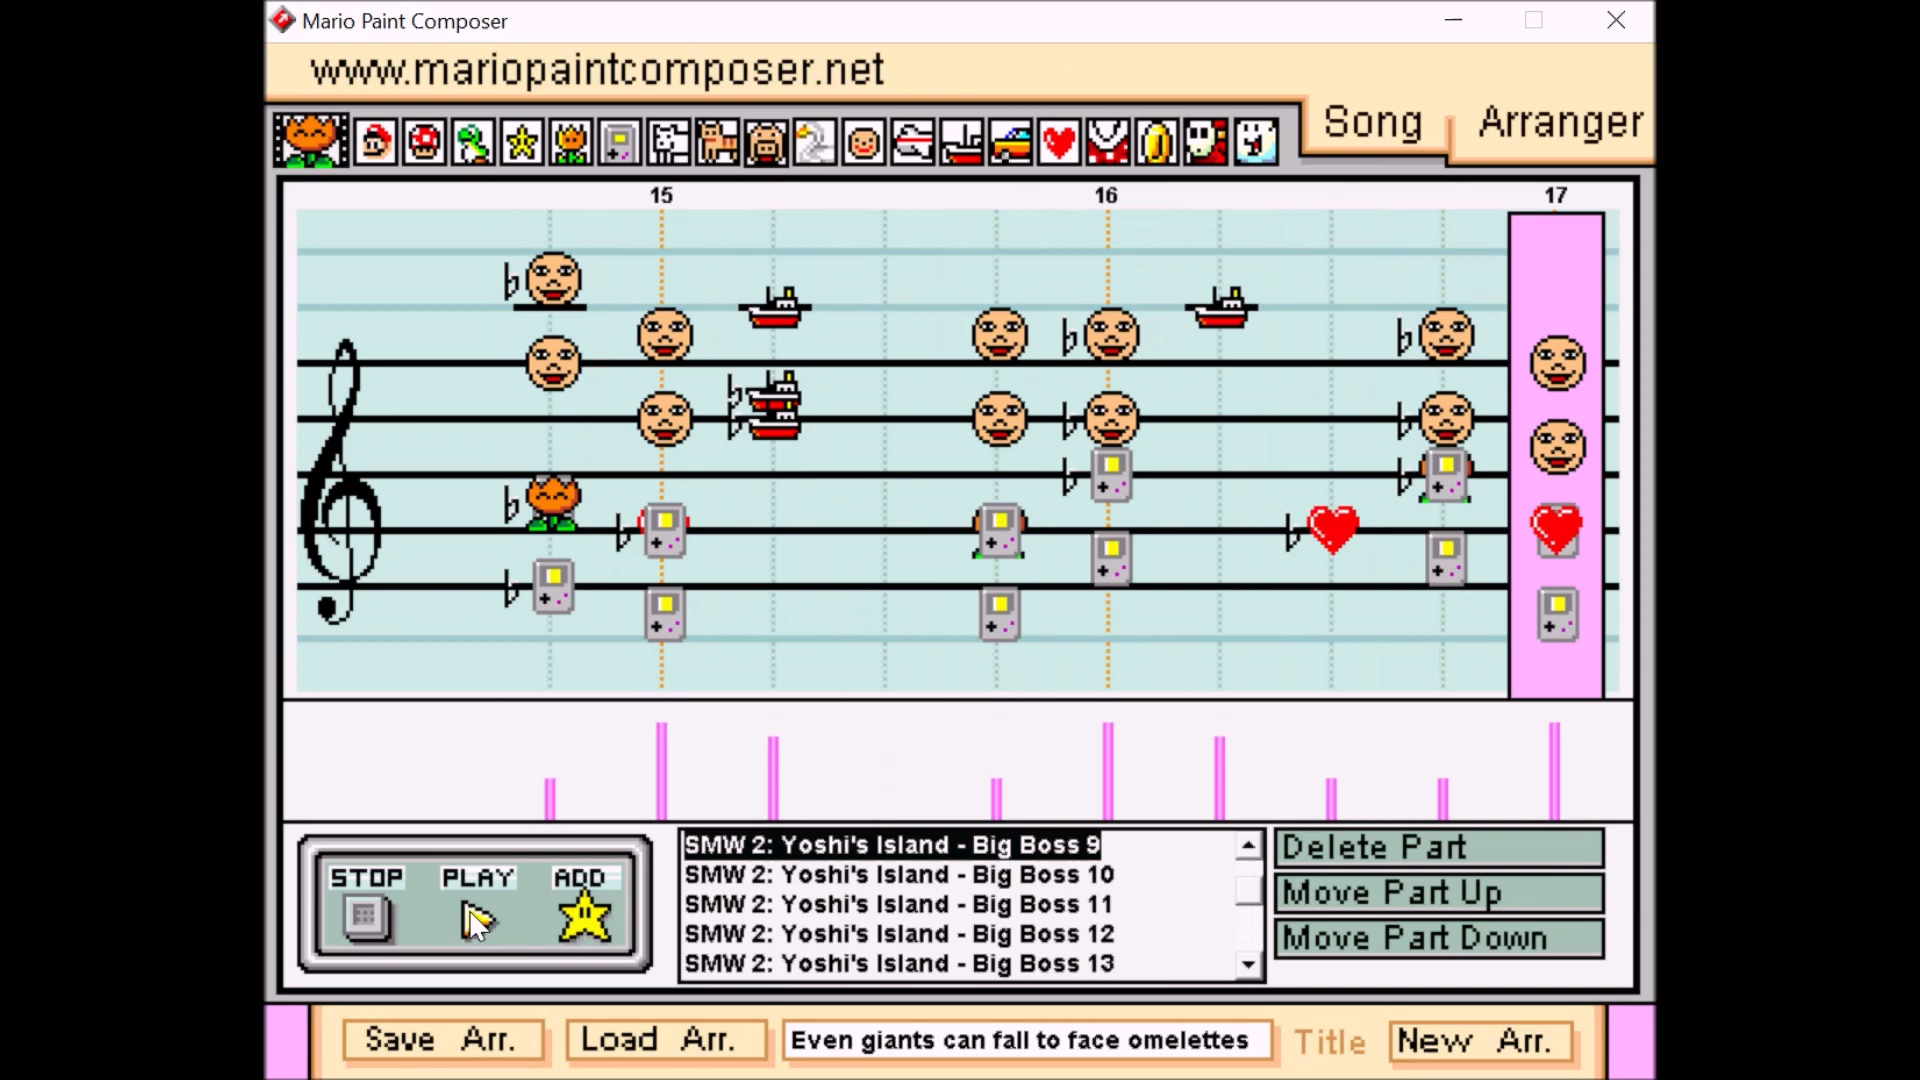 Mario Paint Composer
www.mariopaintcomposer.net
Song
Arranger
15
16
17
STOP
PLAY
ADD
SMW 2: Yoshi's Island - Big Boss 9
SMW 2: Yoshi's Island - Big Boss 10
SMW 2: Yoshi's Island - Big Boss 11
SMW 2: Yoshi's Island - Big Boss 12
SMW 2: Yoshi's Island - Big Boss 13
Delete Part
Move Part Up
Move Part Down
Save Arr.
Load Arr.
Even giants can fall to face omelettes
Title
New Arr.